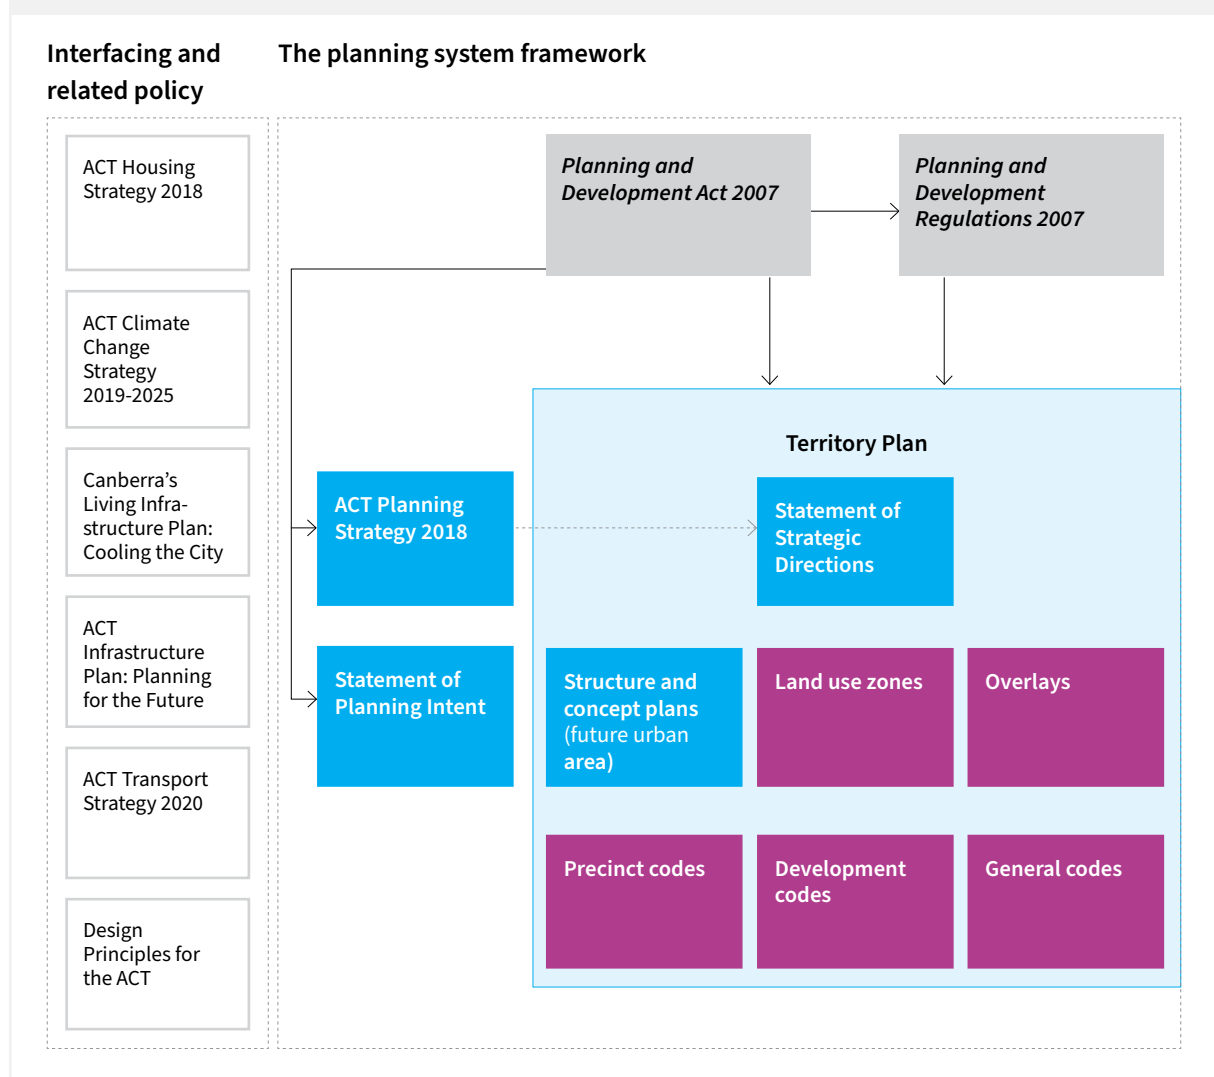 Interfacing and
related policy
The planning system framework
ACT Housing
Strategy 2018
ACT Climate
Change
Strategy
2019-2025
Canberra’s
Living Infra-
structure Plan:
Cooling the City
ACT
Infrastructure
Plan: Planning
for the Future
ACT Transport
Strategy 2020
Design
Principles for
the ACT
Planning and
Development Act 2007
Planning and
Development
Regulations 2007
ACT Planning
Strategy 2018
Statement of
Planning Intent
Territory Plan
Statement of
Strategic
Directions
Structure and
concept plans
(future urban
area)
Land use zones
Overlays
Precinct codes
Development
codes
General codes